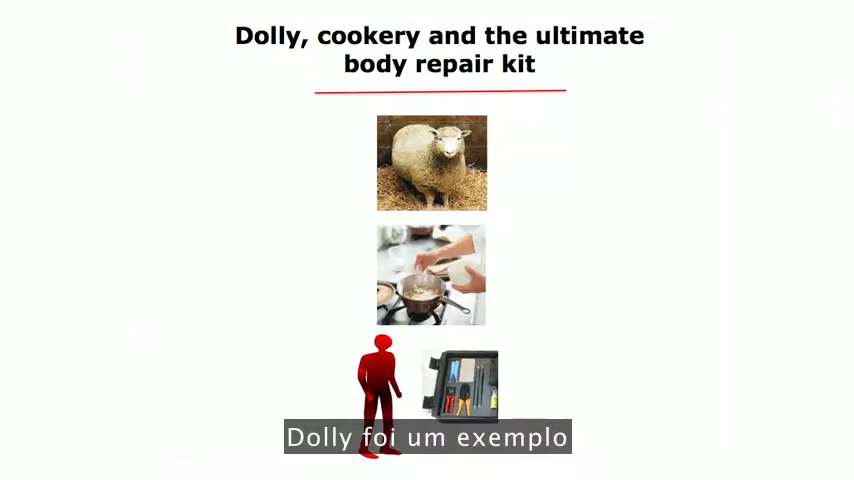 Dolly, cookery and the ultimate
body repair kit
Dolly foi um exemplo